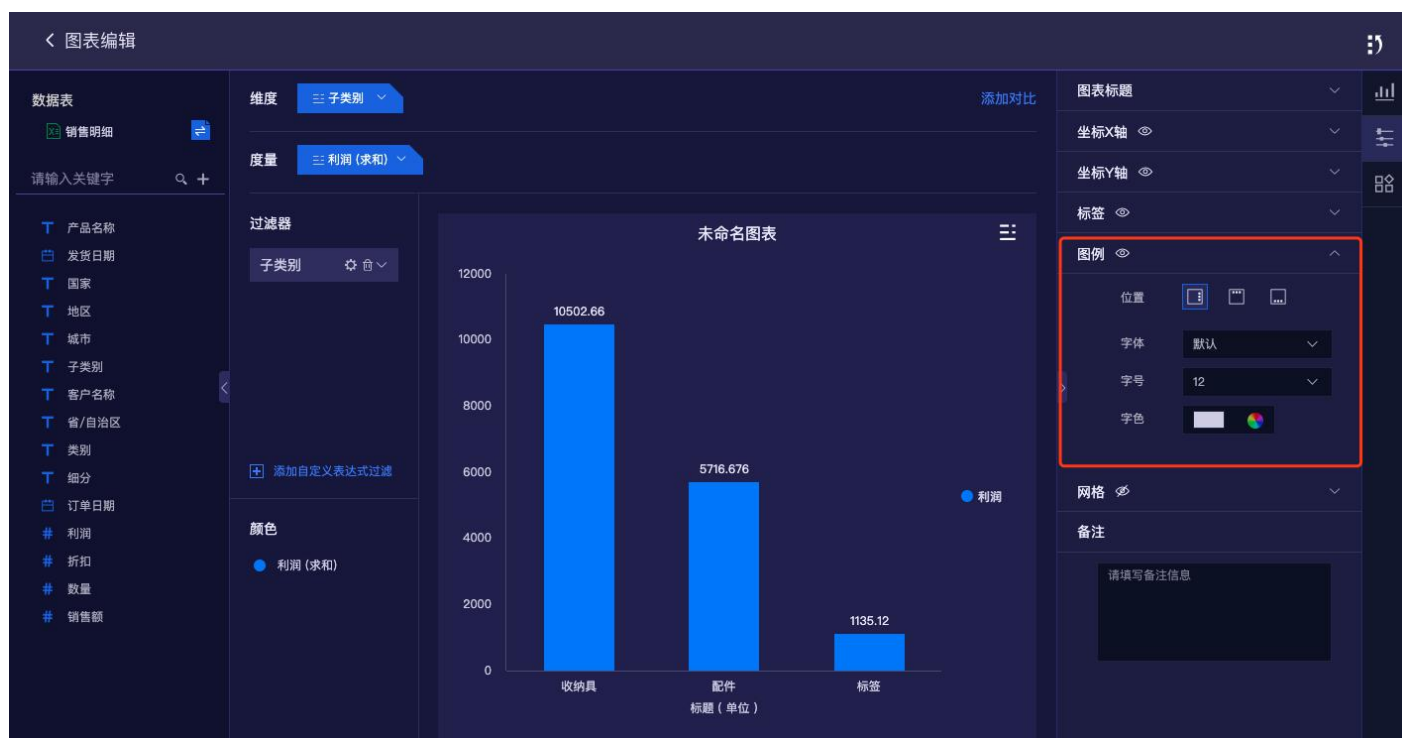 图表编辑
数据表
销售明细
请输入关键字
产品名称
发货日期
国家
地区
城市
子类别
客户名称
省/自治区
类别
细分
订单日期
利润
折扣
数量
销售额
维度
子类别
添加对比
度量
利润 (求和)
过滤器
子类别
添加自定义表达式过滤
颜色
利润 (求和)
未命名图表
12000
10000
8000
6000
4000
2000
0
10502.66
5716.676
1135.12
收纳具
配件
标签
标题 ( 单位 )
利润
图表标题
坐标X轴
坐标Y轴
标签
图例
位置
字体
默认
字号
12
字色
网格
备注
请填写备注信息